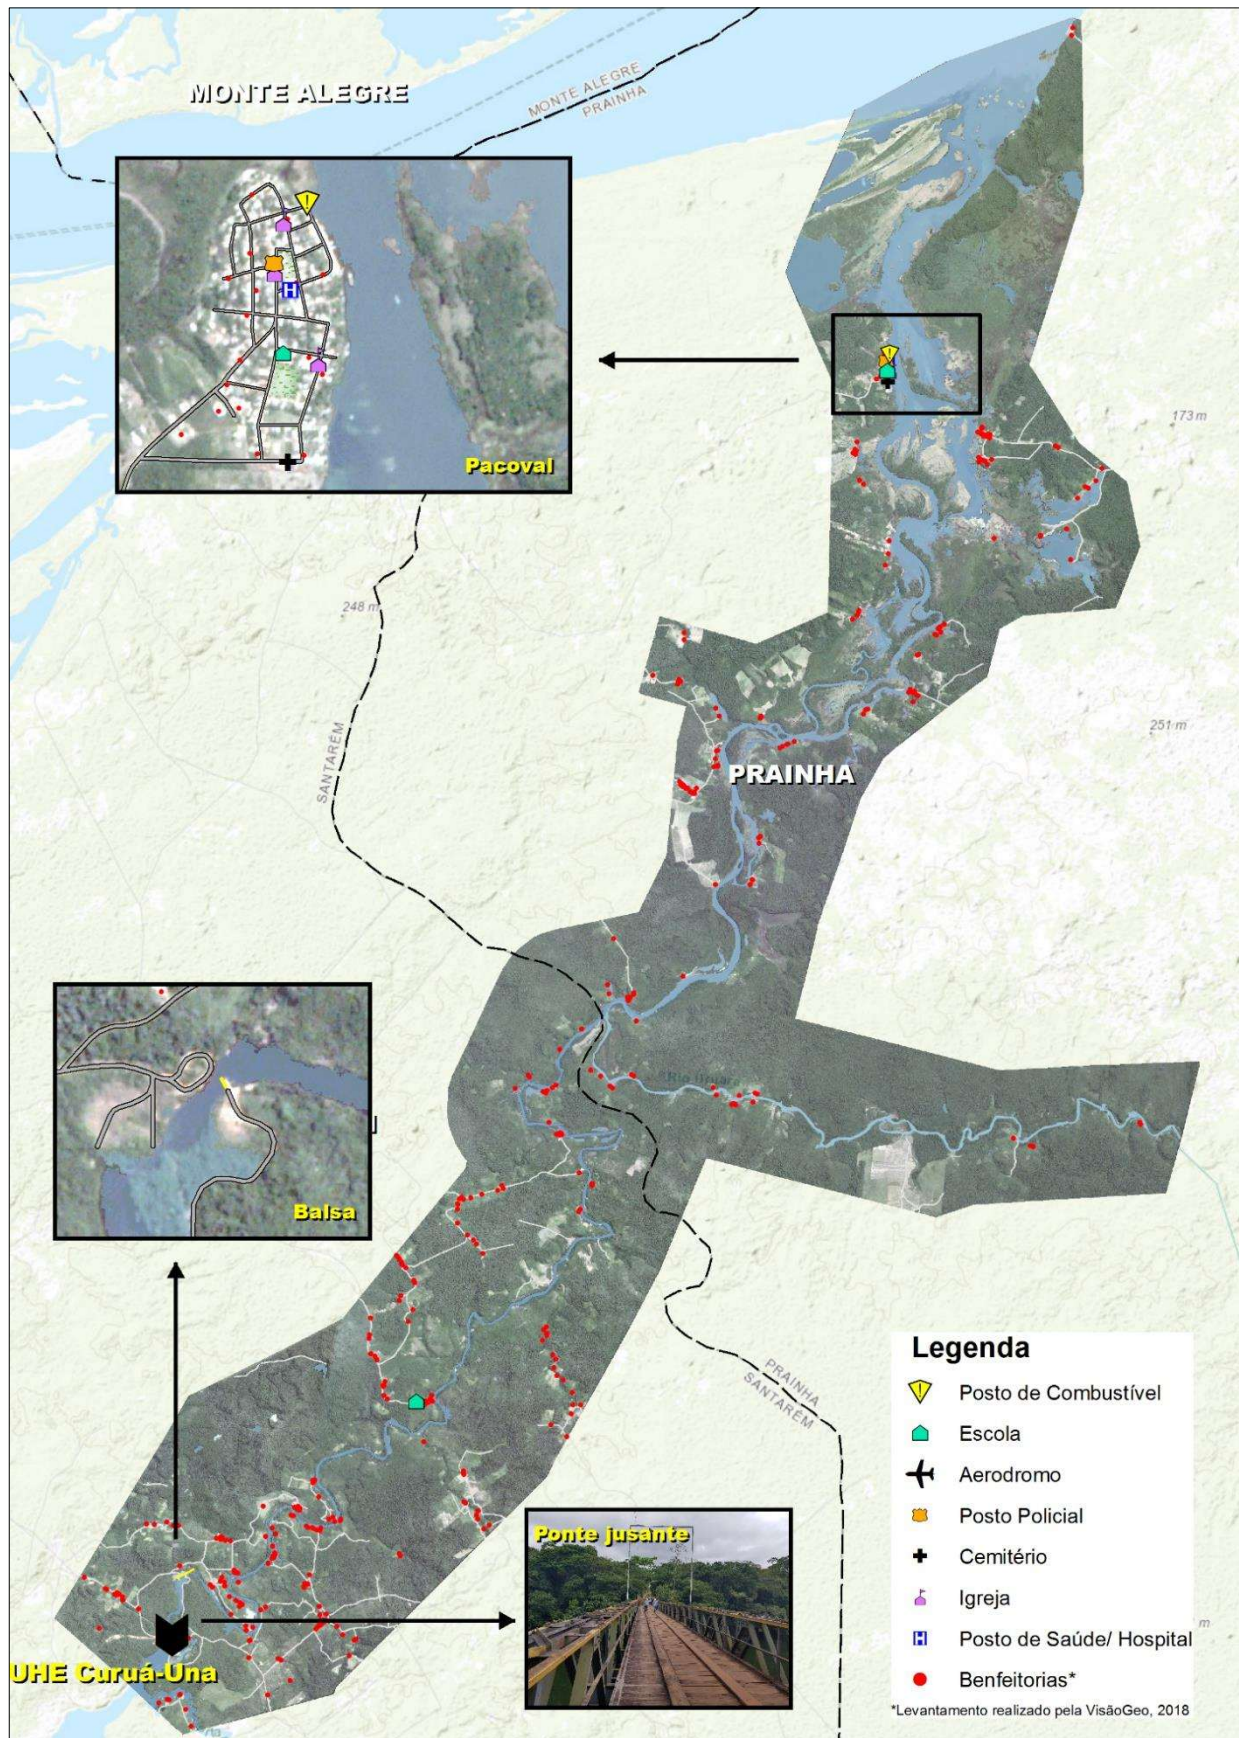 MONTE ALEGRE
MONTE ALEGRE
PRAINHA
Pacoval
173 m
248 m
251 m
SANTARÉM
PRAINHA
Balsa
PRAINHA
SANTARÉM
Ponte jusante
UHE Curuá-Una
Legenda
Posto de Combustível
Escola
Aerodromo
Posto Policial
Cemitério
Igreja
H Posto de Saúde/ Hospital
Benfeitorias*
*Levantamento realizado pela VisãoGeo, 2018